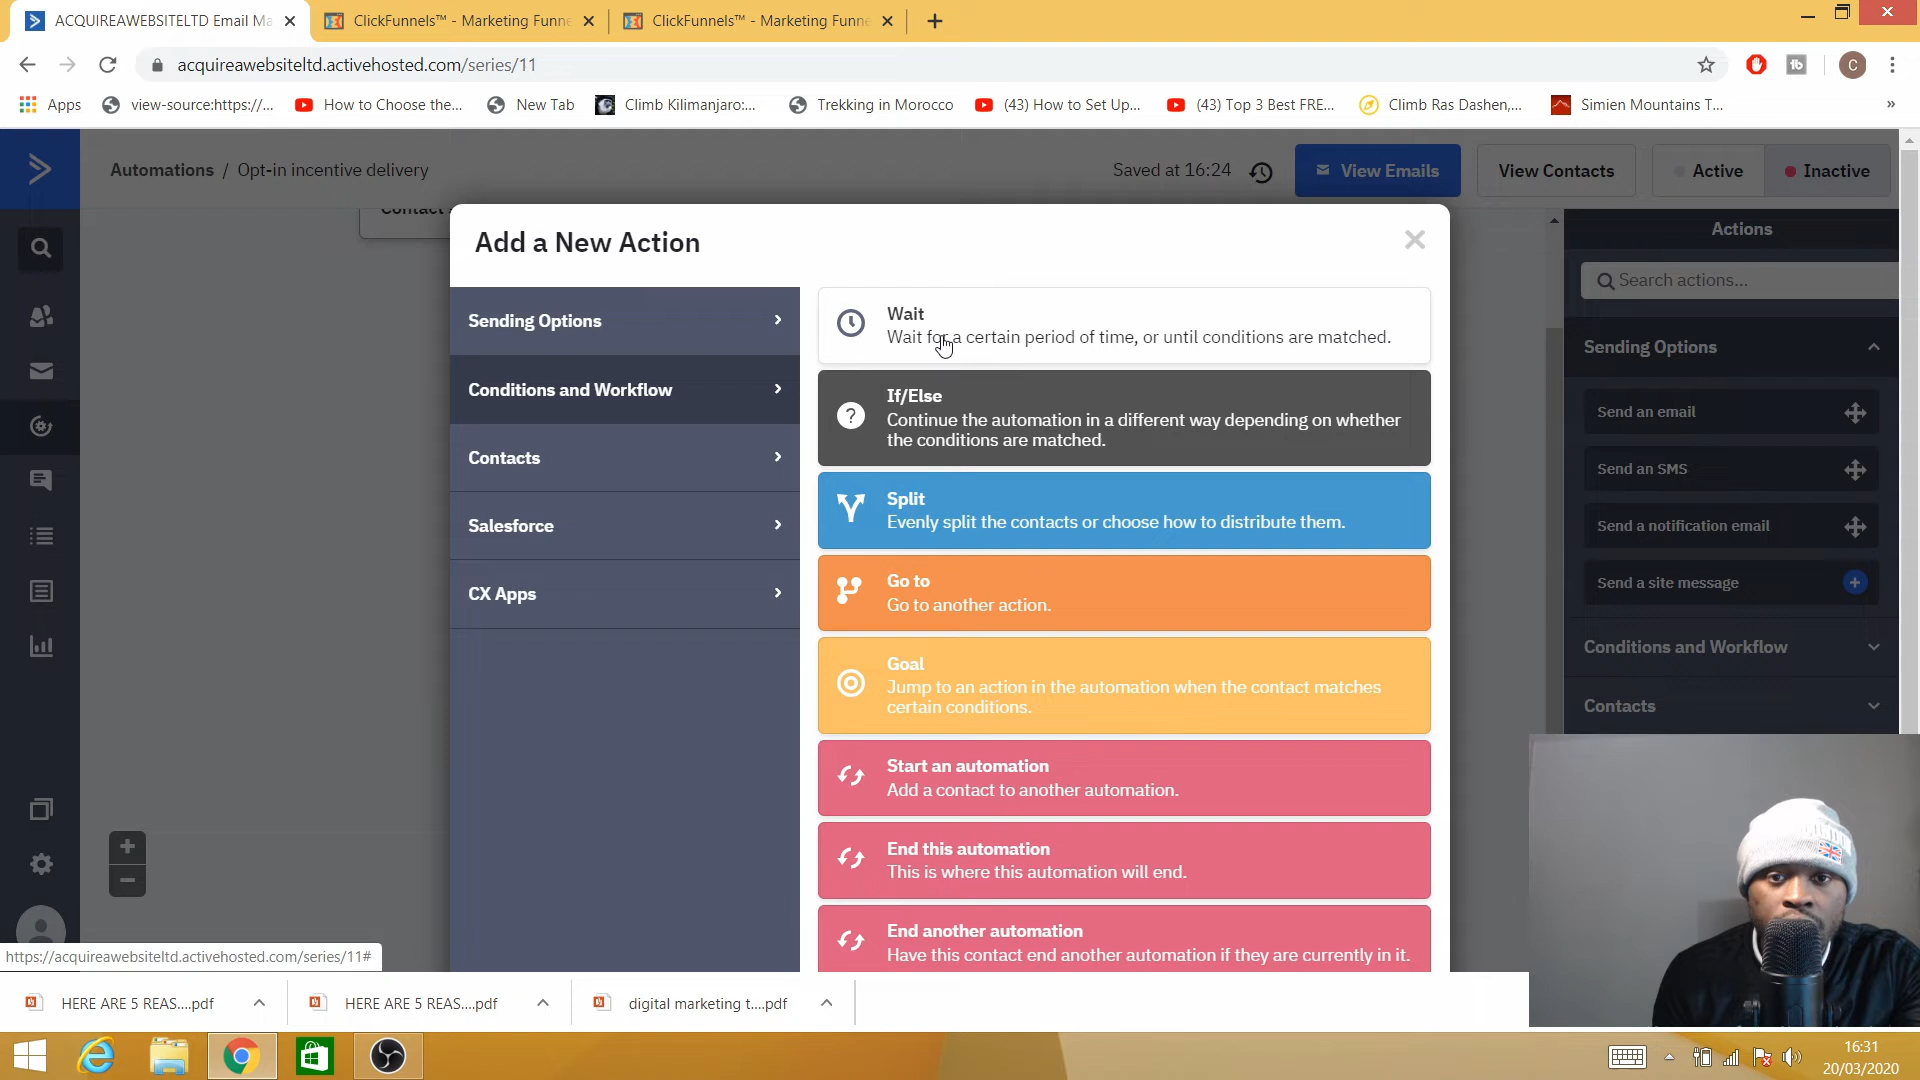 ACQUIREAWEBSITELTD Email Ma
ClickFunnels™ - Marketing Funne
ClickFunnels™ - Marketing Funne
acquireawebsiteltd.activehosted.com/series/11
C
Apps
view-source:https://...
How to Choose the...
New Tab
Climb Kilimanjaro:...
Trekking in Morocco
(43) How to Set Up...
(43) Top 3 Best FRE...
Climb Ras Dashen,...
Simien Mountains T...
Automations / Opt-in incentive delivery
Saved at 16:24
View Emails
View Contacts
Active
Inactive
Add a New Action
Sending Options
Conditions and Workflow
Contacts
Salesforce
CX Apps
Wait
Wait for a certain period of time, or until conditions are matched.
If/Else
Continue the automation in a different way depending on whether
the conditions are matched.
Split
Evenly split the contacts or choose how to distribute them.
Go to
Go to another action.
Goal
Jump to an action in the automation when the contact matches
certain conditions.
Start an automation
Add a contact to another automation.
End this automation
This is where this automation will end.
End another automation
Have this contact end another automation if they are currently in it.
Actions
Search actions...
Sending Options
Send an email
Send an SMS
Send a notification email
Send a site message
Conditions and Workflow
Contacts
https://acquireawebsiteltd.activehosted.com/series/11#
HERE ARE 5 REAS....pdf
HERE ARE 5 REAS....pdf
digital marketing t....pdf
16:31
20/03/2020